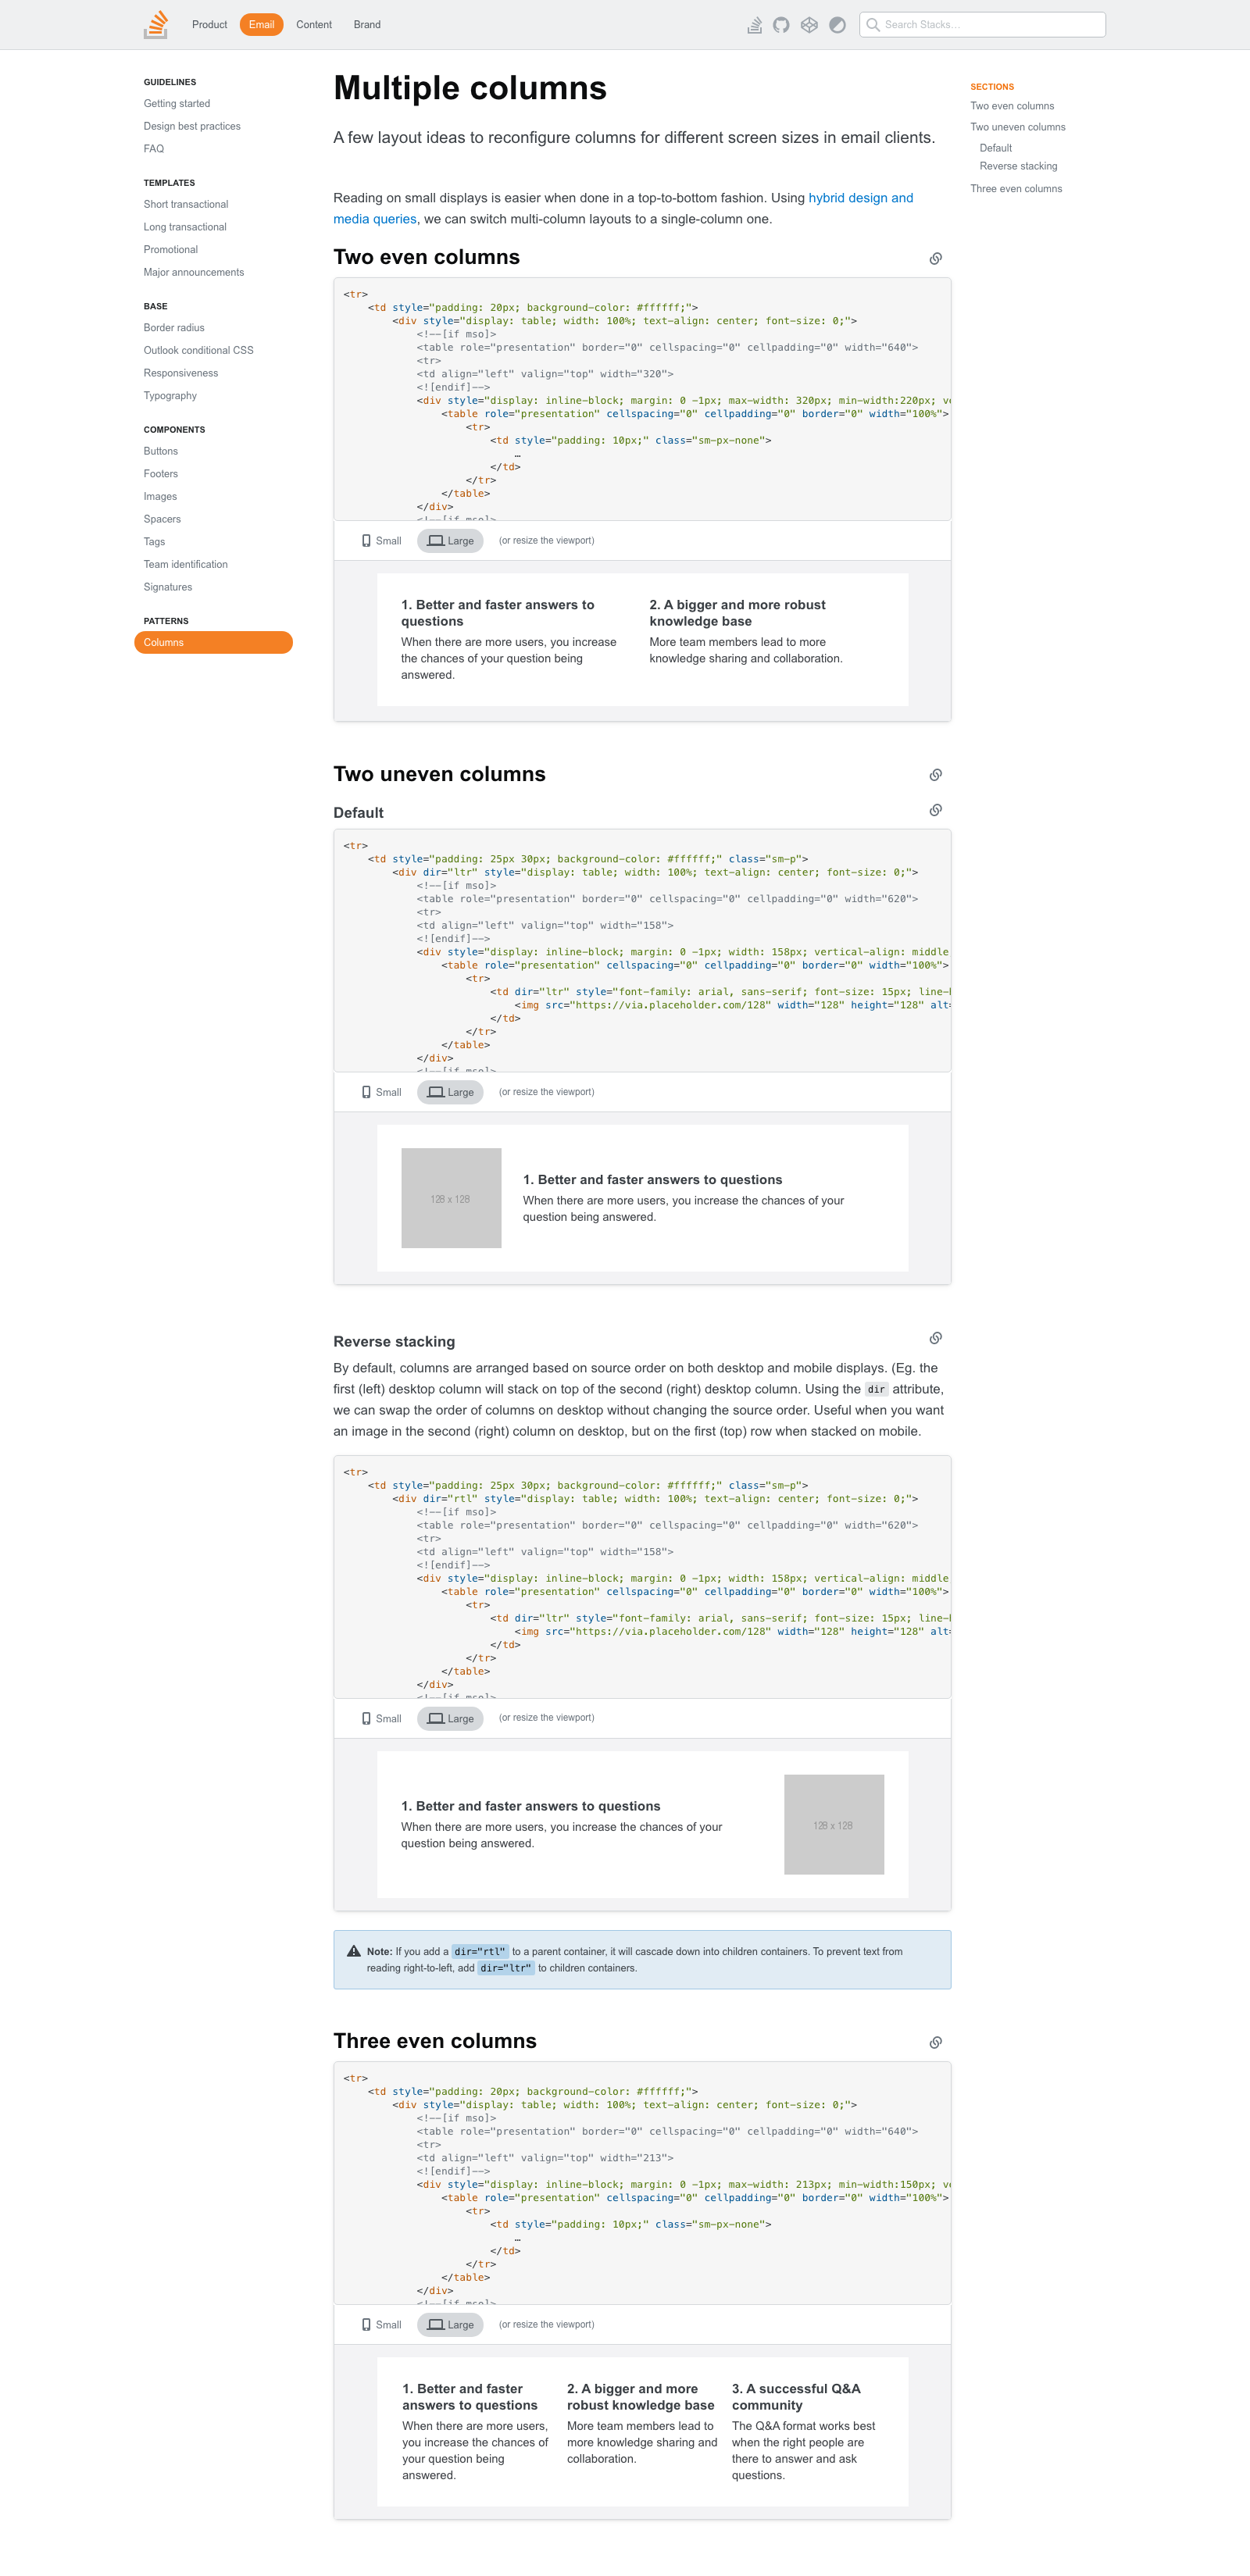 Product Email Content Brand
Search Stacks…
GUIDELINES
Getting started
Design best practices
FAQ
TEMPLATES
Short transactional
Long transactional
Promotional
Major announcements
BASE
Border radius
Outlook conditional CSS
Responsiveness
Typography
COMPONENTS
Buttons
Footers
Images
Spacers
Tags
Team identification
Signatures
PATTERNS
Columns
Multiple columns
A few layout ideas to reconfigure columns for different screen sizes in email clients.
Reading on small displays is easier when done in a top-to-bottom fashion. Using hybrid design and
media queries, we can switch multi-column layouts to a single-column one.
Two even columns
<tr>
<td style="padding: 20px; background-color: #ffffff;">
<div style="display: table; width: 100%; text-align: center; font-size: 0;">
<!--[if mso]>
<table role="presentation" border="0" cellspacing="0" cellpadding="0" width="640">
<tr>
<td align="left" valign="top" width="320">
<![endif]-->
<div style="display: inline-block; margin: 0 -1px; max-width: 320px; min-width:220px;
<table role="presentation" cellspacing="0" cellpadding="0" border="0" width="100%">
<tr>
<td style="padding: 10px;" class="sm-px-none">
…
</td>
</tr>
</table>
</div>
<!--[if mso]>
Small Large (or resize the viewport)
1. Better and faster answers to
questions
When there are more users, you increase
the chances of your question being
answered.
2. A bigger and more robust
knowledge base
More team members lead to more
knowledge sharing and collaboration.
Two uneven columns
Default
<tr>
<td style="padding: 25px 30px; background-color: #ffffff;" class="sm-p">
<div dir="ltr" style="display: table; width: 100%; text-align: center; font-size: 0;">
<!--[if mso]>
<table role="presentation" border="0" cellspacing="0" cellpadding="0" width="620">
<tr>
<td align="left" valign="top" width="158">
<![endif]-->
<div style="display: inline-block; margin: 0 -1px; width: 158px; vertical-align: middle
<table role="presentation" cellspacing="0" cellpadding="0" border="0" width="100%">
<tr>
<td dir="ltr" style="font-family: arial, sans-serif; font-size: 15px;
<img src="https://via.placeholder.com/128" width="128" height="128" alt=
</td>
</tr>
</table>
</div>
<!--[if mso]>
Small Large (or resize the viewport)
128 x 128
1. Better and faster answers to questions
When there are more users, you increase the chances of your
question being answered.
Reverse stacking
By default, columns are arranged based on source order on both desktop and mobile displays. (Eg. the
first (left) desktop column will stack on top of the second (right) desktop column. Using the dir attribute,
we can swap the order of columns on desktop without changing the source order. Useful when you want
an image in the second (right) column on desktop, but on the first (top) row when stacked on mobile.
<tr>
<td style="padding: 25px 30px; background-color: #ffffff;" class="sm-p">
<div dir="rtl" style="display: table; width: 100%; text-align: center; font-size: 0;">
<!--[if mso]>
<table role="presentation" border="0" cellspacing="0" cellpadding="0" width="620">
<tr>
<td align="left" valign="top" width="158">
<![endif]-->
<div style="display: inline-block; margin: 0 -1px; width: 158px; vertical-align: middle
<table role="presentation" cellspacing="0" cellpadding="0" border="0" width="100%">
<tr>
<td dir="ltr" style="font-family: arial, sans-serif; font-size: 15px;
<img src="https://via.placeholder.com/128" width="128" height="128" alt=
</td>
</tr>
</table>
</div>
<!--[if mso]>
Small Large (or resize the viewport)
1. Better and faster answers to questions
When there are more users, you increase the chances of your
question being answered.
128 x 128
Note: If you add a dir="rtl" to a parent container, it will cascade down into children containers. To prevent text from
reading right-to-left, add dir="ltr" to children containers.
Three even columns
<tr>
<td style="padding: 20px; background-color: #ffffff;">
<div style="display: table; width: 100%; text-align: center; font-size: 0;">
<!--[if mso]>
<table role="presentation" border="0" cellspacing="0" cellpadding="0" width="640">
<tr>
<td align="left" valign="top" width="213">
<![endif]-->
<div style="display: inline-block; margin: 0 -1px; max-width: 213px; min-width:150px;
<table role="presentation" cellspacing="0" cellpadding="0" border="0" width="100%">
<tr>
<td style="padding: 10px;" class="sm-px-none">
…
</td>
</tr>
</table>
</div>
<!--[if mso]>
Small Large (or resize the viewport)
1. Better and faster
answers to questions
When there are more users,
you increase the chances of
your question being
answered.
2. A bigger and more
robust knowledge base
More team members lead to
more knowledge sharing and
collaboration.
3. A successful Q&A
community
The Q&A format works best
when the right people are
there to answer and ask
questions.
SECTIONS
Two even columns
Two uneven columns
Default
Reverse stacking
Three even columns